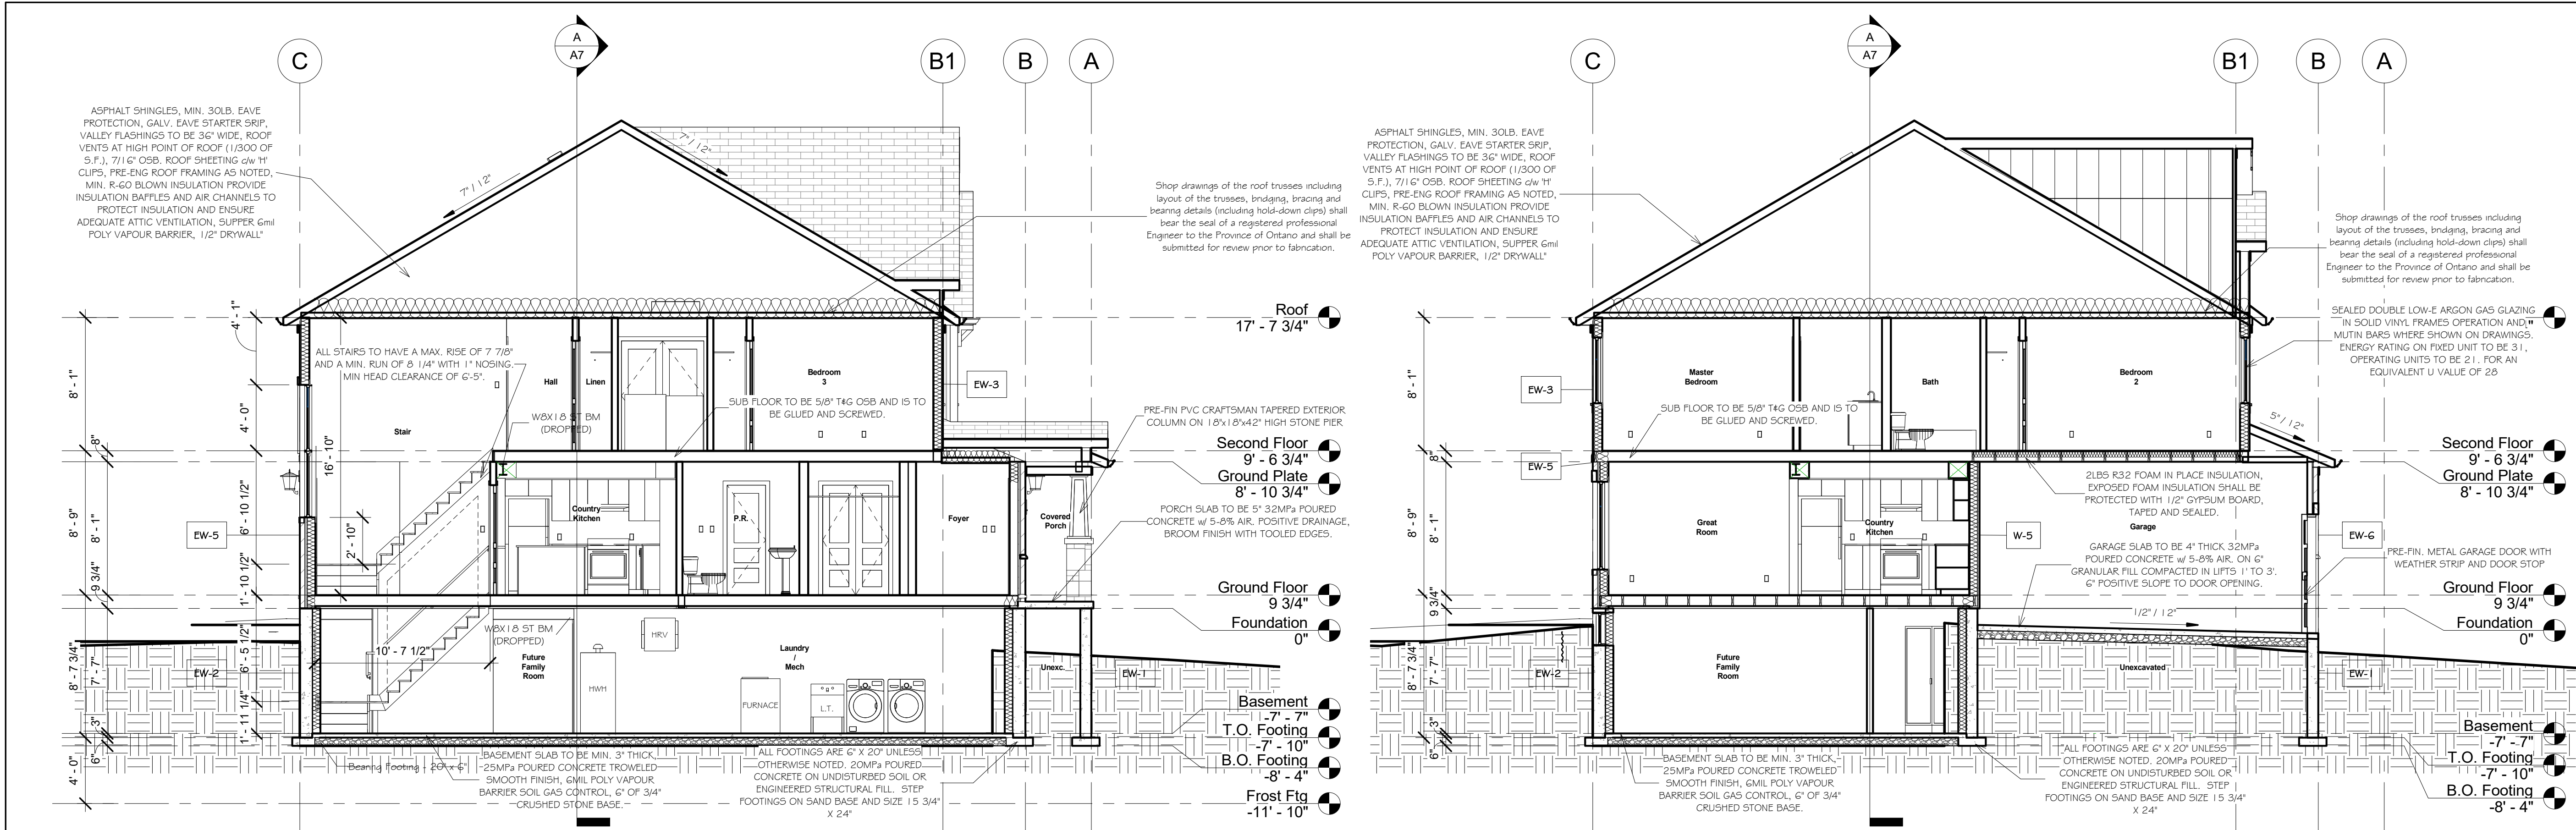 C
A
A7
B1
B
A
ASPHALT SHINGLES, MIN. 30LB. EAVE
PROTECTION, GALV. EAVE STARTER SRIP,
VALLEY FLASHINGS TO BE 36" WIDE, ROOF
VENTS AT HIGH POINT OF ROOF (1/300 OF
S.F.), 7/16" OSB. ROOF SHEETING c/w 'H'
CLIPS, PRE-ENG ROOF FRAMING AS NOTED,
MIN. R-60 BLOWN INSULATION PROVIDE
INSULATION BAFFLES AND AIR CHANNELS TO
PROTECT INSULATION AND ENSURE
ADEQUATE ATTIC VENTILATION, SUPPER 6mil
POLY VAPOUR BARRIER, 1/2" DRYWALL"
7" / 12"
7" / 12"
Shop drawings of the roof trusses including
layout of the trusses, bridging, bracing and
bearing details (including hold-down clips) shall
bear the seal of a registered professional
Engineer to the Province of Ontario and shall be
submitted for review prior to fabrication.
Roof
17' - 7 3/4"
4' - 1"
8' - 1"
4' - 0"
8"
16' - 10"
ALL STAIRS TO HAVE A MAX. RISE OF 7 7/8"
AND A MIN. RUN OF 8 1/4" WITH 1" NOSING.
MIN HEAD CLEARANCE OF 6'-5".
Hall
Linen
Bedroom
3
EW-3
W8X18 ST BM
(DROPPED)
SUB FLOOR TO BE 5/8" T&G OSB AND IS TO
BE GLUED AND SCREWED.
Stair
PRE-FIN PVC CRAFTSMAN TAPERED EXTERIOR
COLUMN ON 18"x18"x42" HIGH STONE PIER
Second Floor
9' - 6 3/4"
Ground Plate
8' - 10 3/4"
PORCH SLAB TO BE 5" 32MPa POURED
CONCRETE w/ 5-8% AIR. POSITIVE DRAINAGE,
BROOM FINISH WITH TOOLED EDGES.
8' - 9"
8' - 1"
6' - 10 1/2"
2' - 10"
EW-5
Country
Kitchen
P.R.
Foyer
Covered
Porch
1' - 10 1/2"
9 3/4"
Ground Floor
9 3/4"
Foundation
0"
W8X18 ST BM
(DROPPED)
HRV
10' - 7 1/2"
8' - 7 3/4"
7' - 7"
6' - 5 1/2"
EW-2
Future
Family
Room
HWM
Laundry
/
Mech
FURNACE
L.T.
Unexc.
EW-1
1' - 11 1/4"
3"
6"
4' - 0"
Basement
-7' - 7"
T.O. Footing
-7' - 10"
B.O. Footing
-8' - 4"
Frost Ftg
-11' - 10"
Bearing Footing - 20" x 6"
BASEMENT SLAB TO BE MIN. 3" THICK,
25MPa POURED CONCRETE TROWELED
SMOOTH FINISH, 6MIL POLY VAPOUR
BARRIER SOIL GAS CONTROL, 6" OF 3/4"
CRUSHED STONE BASE.
ALL FOOTINGS ARE 6" X 20" UNLESS
OTHERWISE NOTED. 20MPa POURED
CONCRETE ON UNDISTURBED SOIL OR
ENGINEERED STRUCTURAL FILL. STEP
FOOTINGS ON SAND BASE AND SIZE 15 3/4"
X 24"
C
A
A7
B1
B
A
ASPHALT SHINGLES, MIN. 30LB. EAVE
PROTECTION, GALV. EAVE STARTER SRIP,
VALLEY FLASHINGS TO BE 36" WIDE, ROOF
VENTS AT HIGH POINT OF ROOF (1/300 OF
S.F.), 7/16" OSB. ROOF SHEETING c/w 'H'
CLIPS, PRE-ENG ROOF FRAMING AS NOTED,
MIN. R-60 BLOWN INSULATION PROVIDE
INSULATION BAFFLES AND AIR CHANNELS TO
PROTECT INSULATION AND ENSURE
ADEQUATE ATTIC VENTILATION, SUPPER 6mil
POLY VAPOUR BARRIER, 1/2" DRYWALL"
Shop drawings of the roof trusses including
layout of the trusses, bridging, bracing and
bearing details (including hold-down clips) shall
bear the seal of a registered professional
Engineer to the Province of Ontario and shall be
submitted for review prior to fabrication.
SEALED DOUBLE LOW-E ARGON GAS GLAZING
IN SOLID VINYL FRAMES OPERATION AND
MUTIN BARS WHERE SHOWN ON DRAWINGS.
ENERGY RATING ON FIXED UNIT TO BE 31,
OPERATING UNITS TO BE 21. FOR AN
EQUIVALENT U VALUE OF 28
8' - 1"
EW-3
Master
Bedroom
Bath
Bedroom
2
5" / 12"
SUB FLOOR TO BE 5/8" T&G OSB AND IS TO
BE GLUED AND SCREWED.
8"
EW-5
Second Floor
9' - 6 3/4"
Ground Plate
8' - 10 3/4"
2LBS R32 FOAM IN PLACE INSULATION,
EXPOSED FOAM INSULATION SHALL BE
PROTECTED WITH 1/2" GYPSUM BOARD,
TAPED AND SEALED.
8' - 9"
8' - 1"
Great
Room
Country
Kitchen
W-5
Garage
EW-6
GARAGE SLAB TO BE 4" THICK 32MPa
POURED CONCRETE w/ 5-8% AIR. ON 6"
GRANULAR FILL COMPACTED IN LIFTS 1' TO 3'.
6" POSITIVE SLOPE TO DOOR OPENING.
PRE-FIN. METAL GARAGE DOOR WITH
WEATHER STRIP AND DOOR STOP
9 3/4"
1/2" / 12"
Ground Floor
9 3/4"
Foundation
0"
8' - 7 3/4"
7' - 7"
EW-2
Future
Family
Room
Unexcavated
EW-1
3"
6"
Basement
-7' - 7"
T.O. Footing
-7' - 10"
B.O. Footing
-8' - 4"
BASEMENT SLAB TO BE MIN. 3" THICK,
25MPa POURED CONCRETE TROWELED
SMOOTH FINISH, 6MIL POLY VAPOUR
BARRIER SOIL GAS CONTROL, 6" OF 3/4"
CRUSHED STONE BASE.
ALL FOOTINGS ARE 6" X 20" UNLESS
OTHERWISE NOTED. 20MPa POURED
CONCRETE ON UNDISTURBED SOIL OR
ENGINEERED STRUCTURAL FILL. STEP
FOOTINGS ON SAND BASE AND SIZE 15 3/4"
X 24"